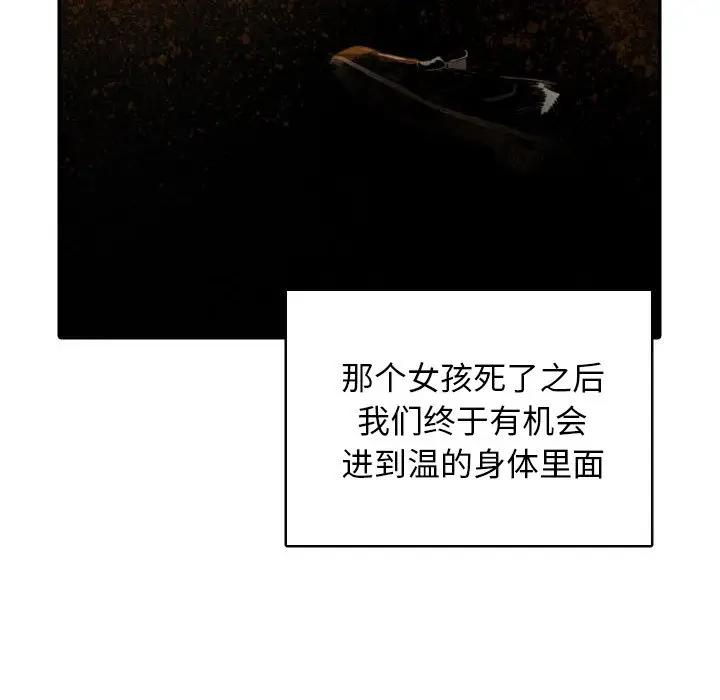 那个女孩死了之后
我们终于有机会
进到温的身体里面